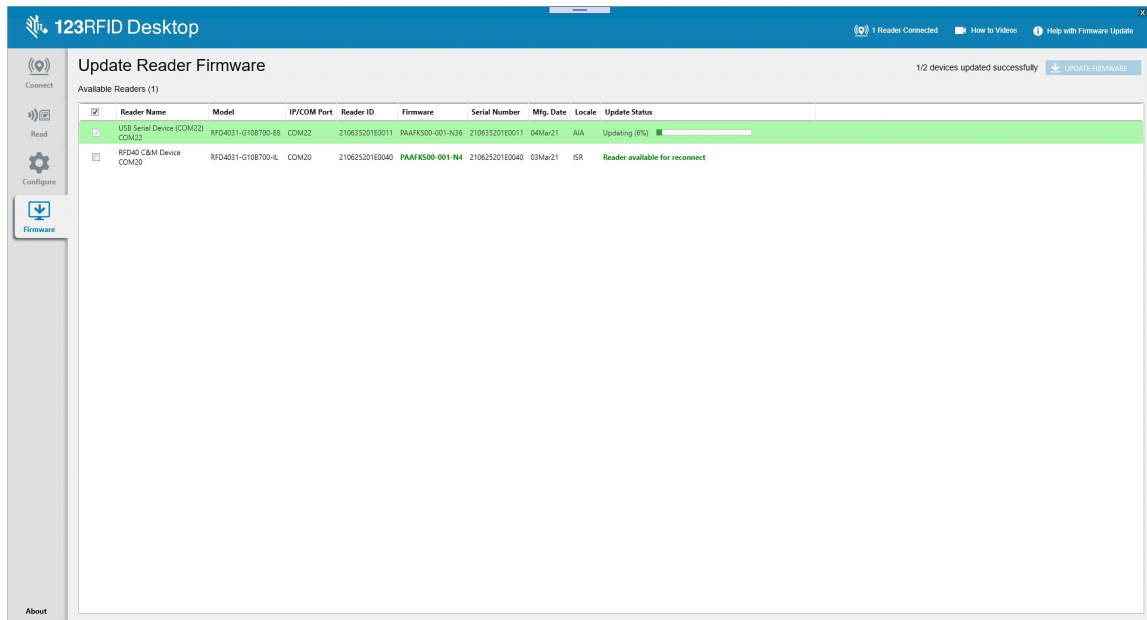 123RFID Desktop
1 Reader Connected How to Videos Help with Firmware Update
X
Update Reader Firmware
1/2 devices updated successfully UPDATE FIRMWARE
Connect
Available Readers (1)
Reader Name Model IP/COM Port Reader ID Firmware Serial Number Mfg. Date Locale Update Status
USB Serial Device (COM22)
COM22 RFD4031-G10B700-E8 COM22 210635201E0011 PAAFKS00-001-N36 210635201E0011 04Mar21 AIA Updating (6%)
Read
RFD40 C&M Device
COM20 RFD4031-G10B700-IL COM20 210625201E0040 PAAFKS00-001-N4 210625201E0040 03Mar21 ISR Reader available for reconnect
Configure
Firmware
About